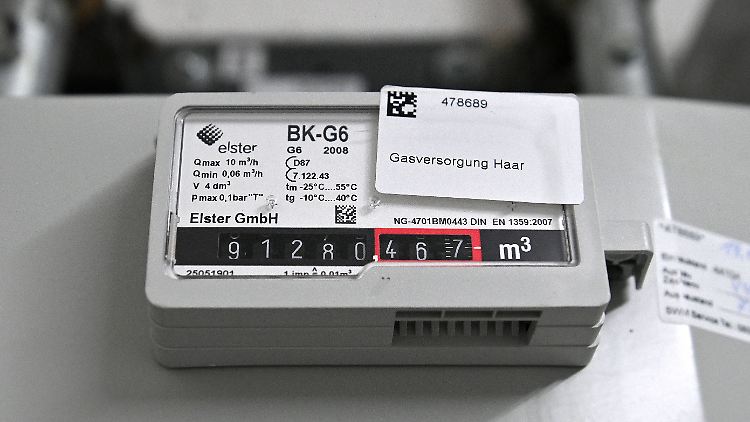 elster
BK-G6
G6 2008
Qmax 10 m³/h
D87
Qmin 0,06 m³/h
7.122.43
V 4 dm³
tm -25°C....55°C
pmax 0,1bar "T"
tg -10°C....40°C
Elster GmbH
NG-4701BM0443 DIN EN 1359:2007
91280467 m³
25051901
1 imp = 0.01m³
478689
Gasversorgung Haar